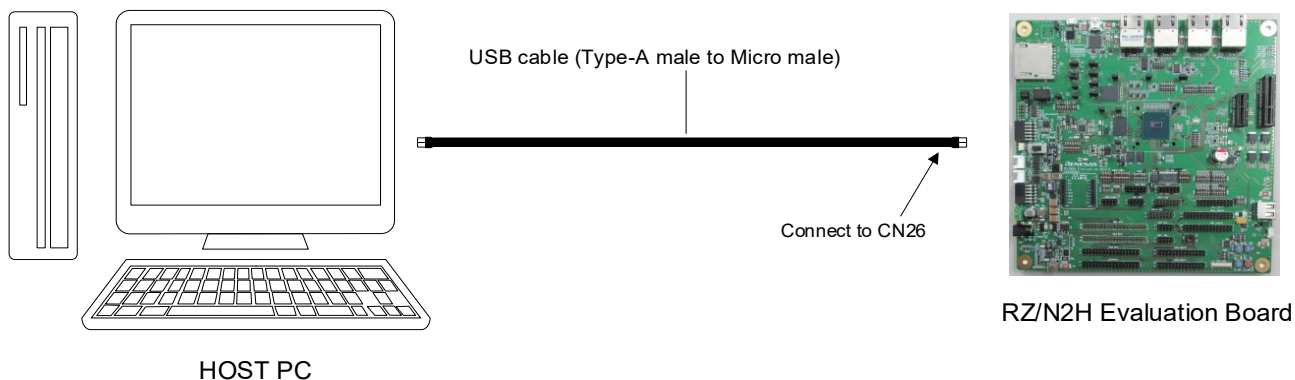 USB cable (Type-A male to Micro male)
Connect to CN26
RZ/N2H Evaluation Board
HOST PC